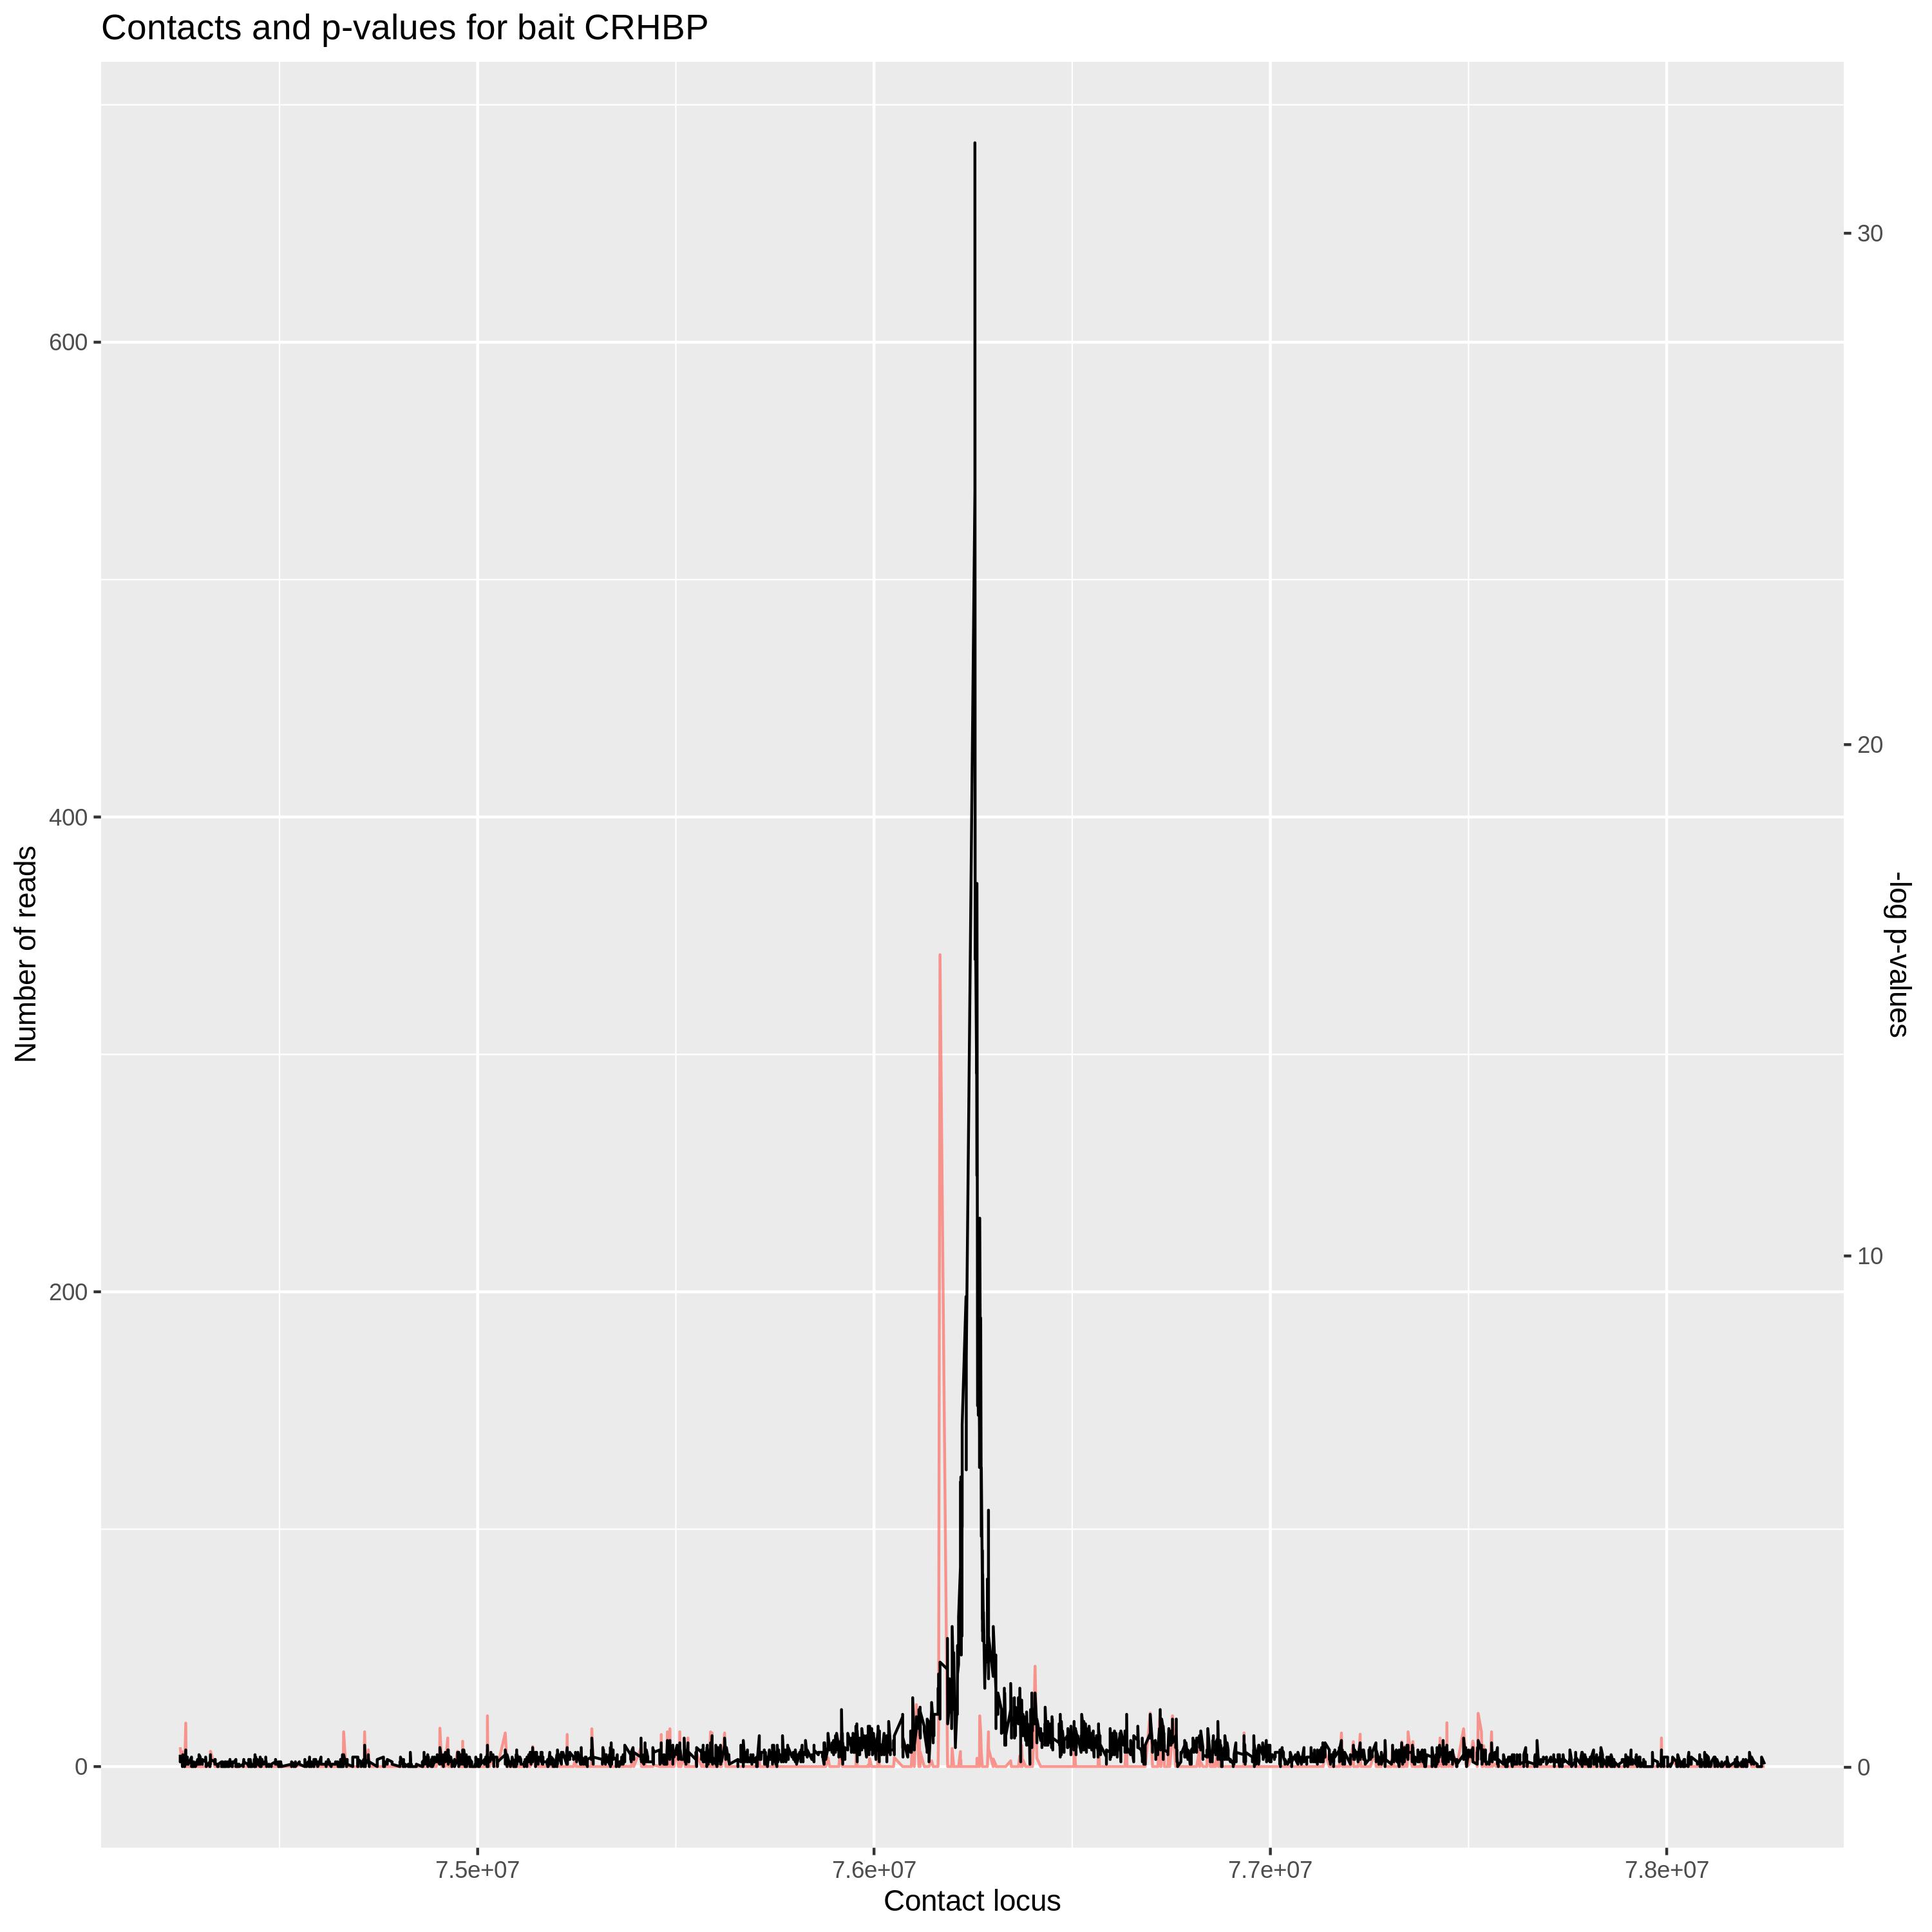 Contacts and p-values for bait CRHBP
Number of reads
600
400
200
0
30
20
10
0
-log p-values
7.5e+07 7.6e+07 7.7e+07 7.8e+07
Contact locus